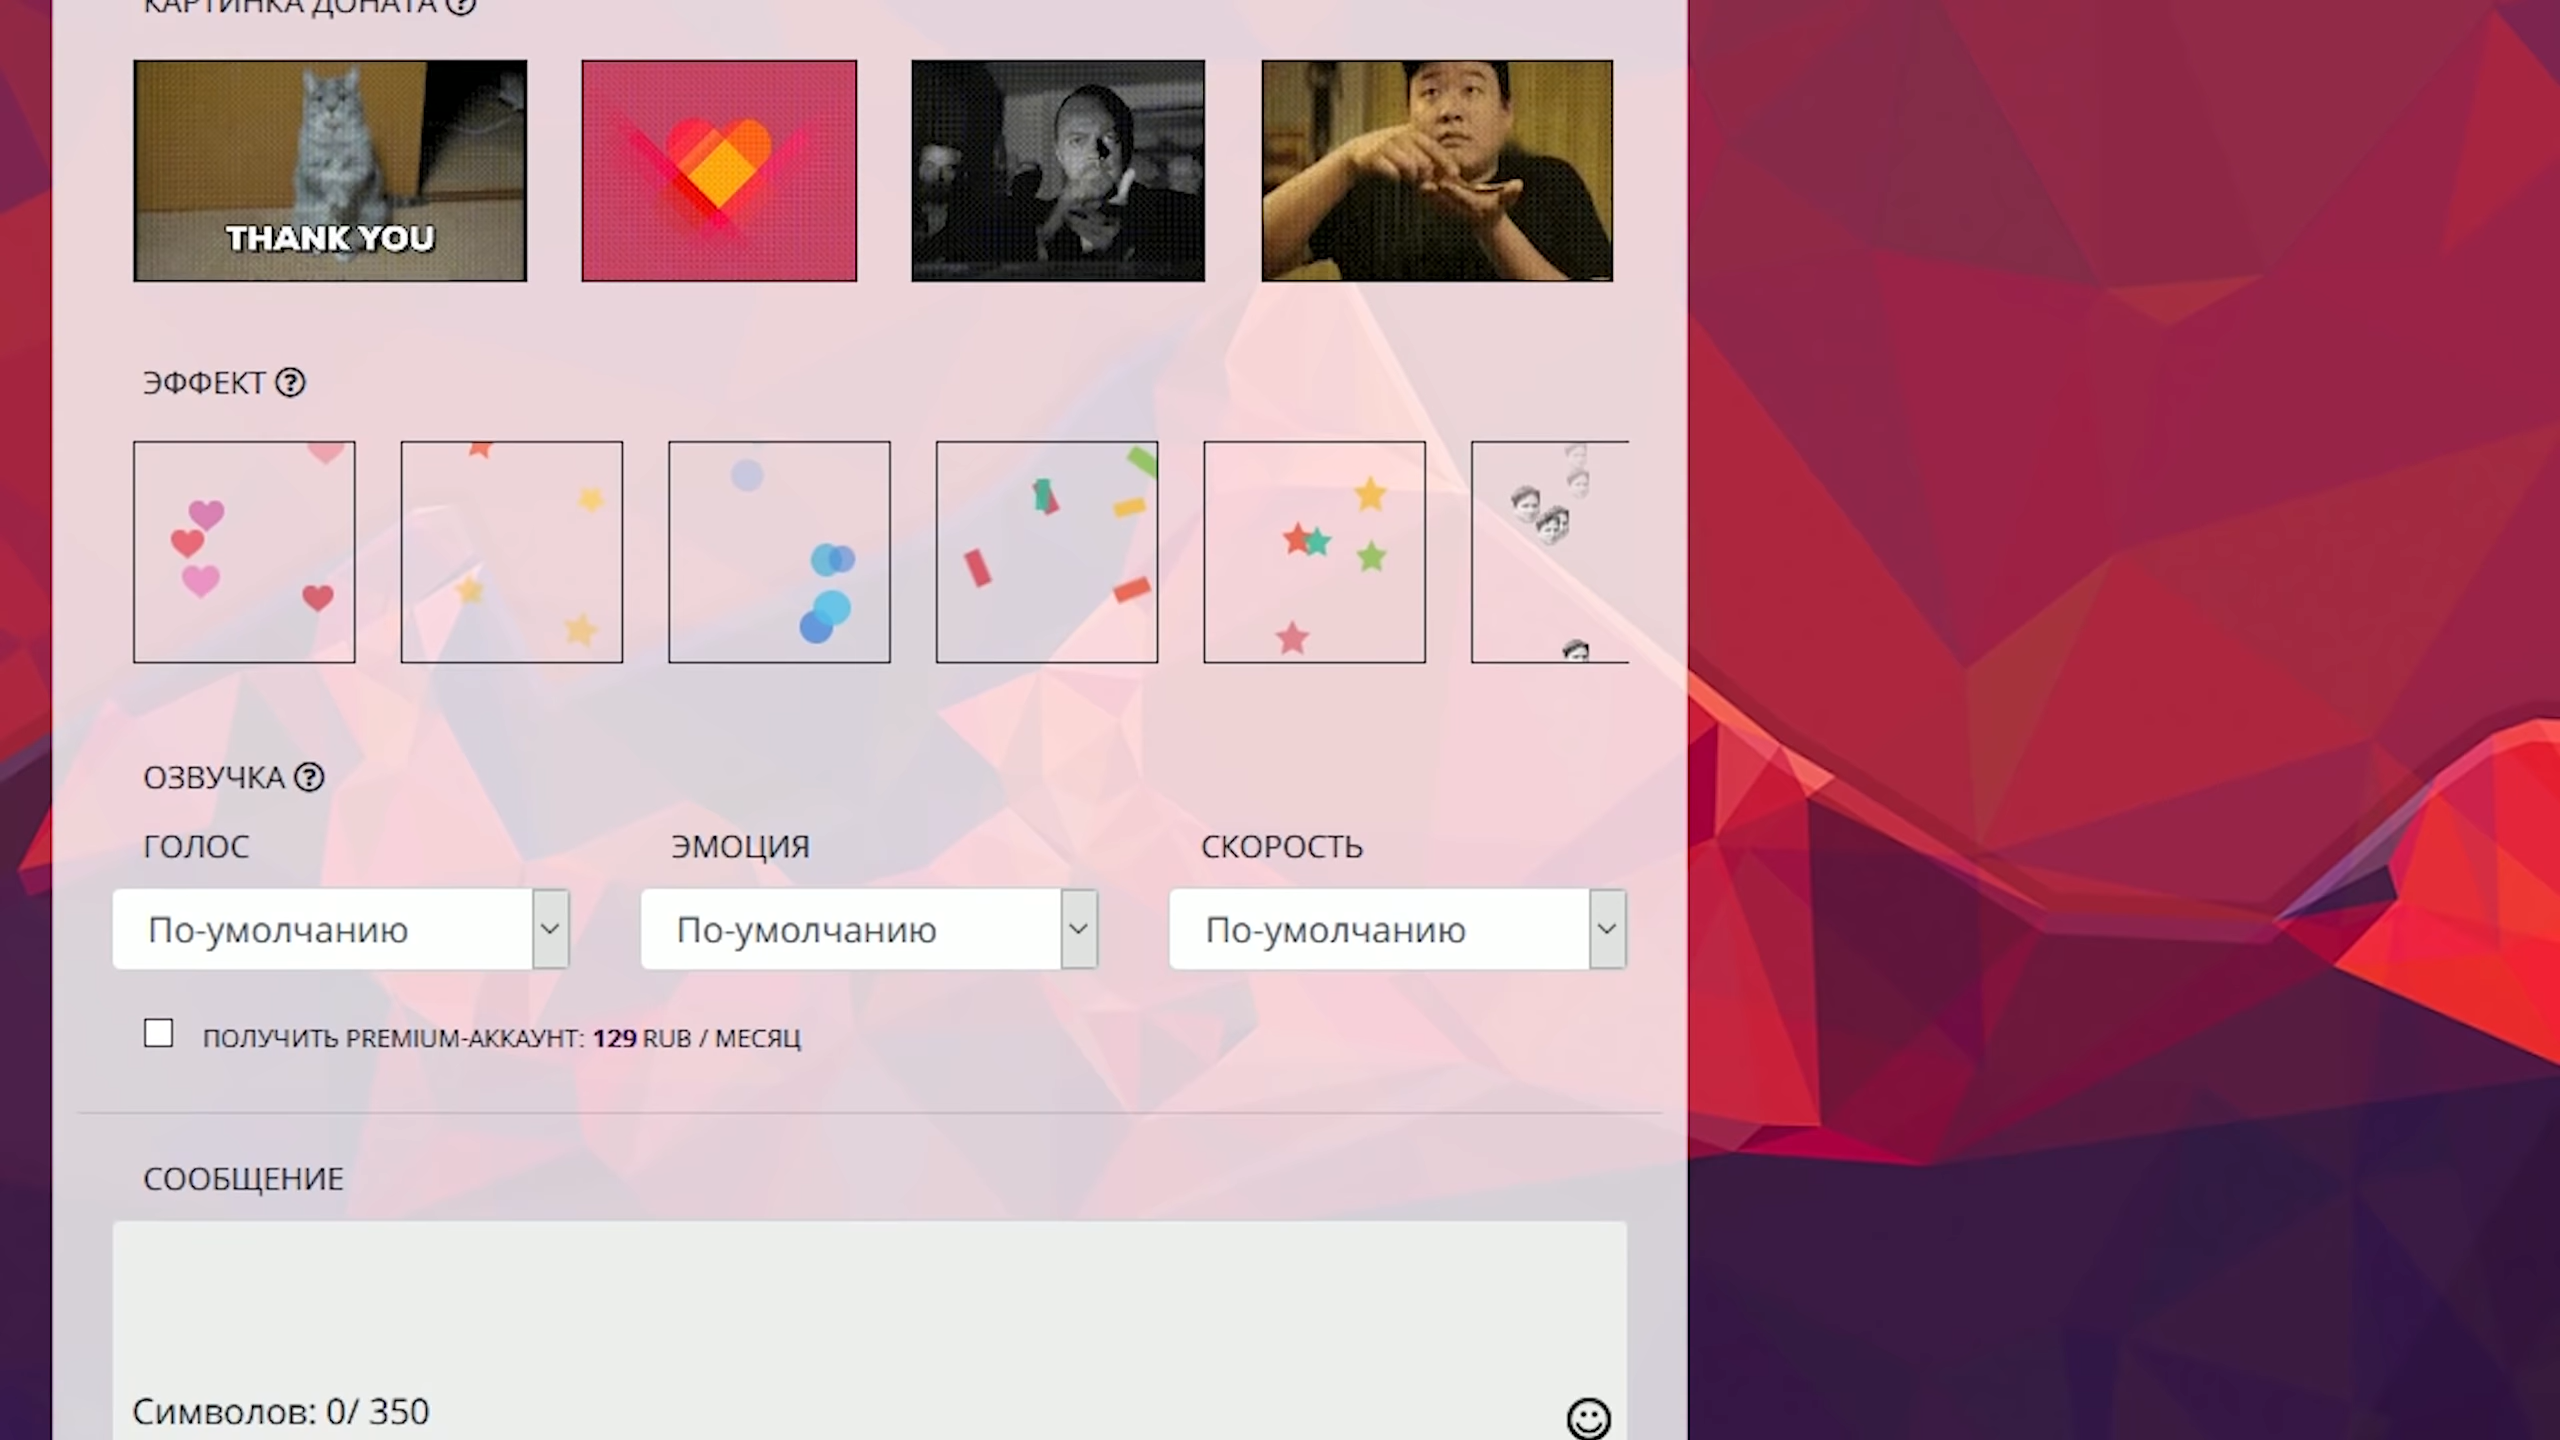 КАРТИНКА ДОНАТА
THANK YOU
ЭФФЕКТ
ОЗВУЧКА
ГОЛОС ЭМОЦИЯ СКОРОСТЬ
По-умолчанию По-умолчанию По-умолчанию
ПОЛУЧИТЬ PREMIUM-АККАУНТ: 129 RUB / МЕСЯЦ
СООБЩЕНИЕ
Символов: 0/ 350